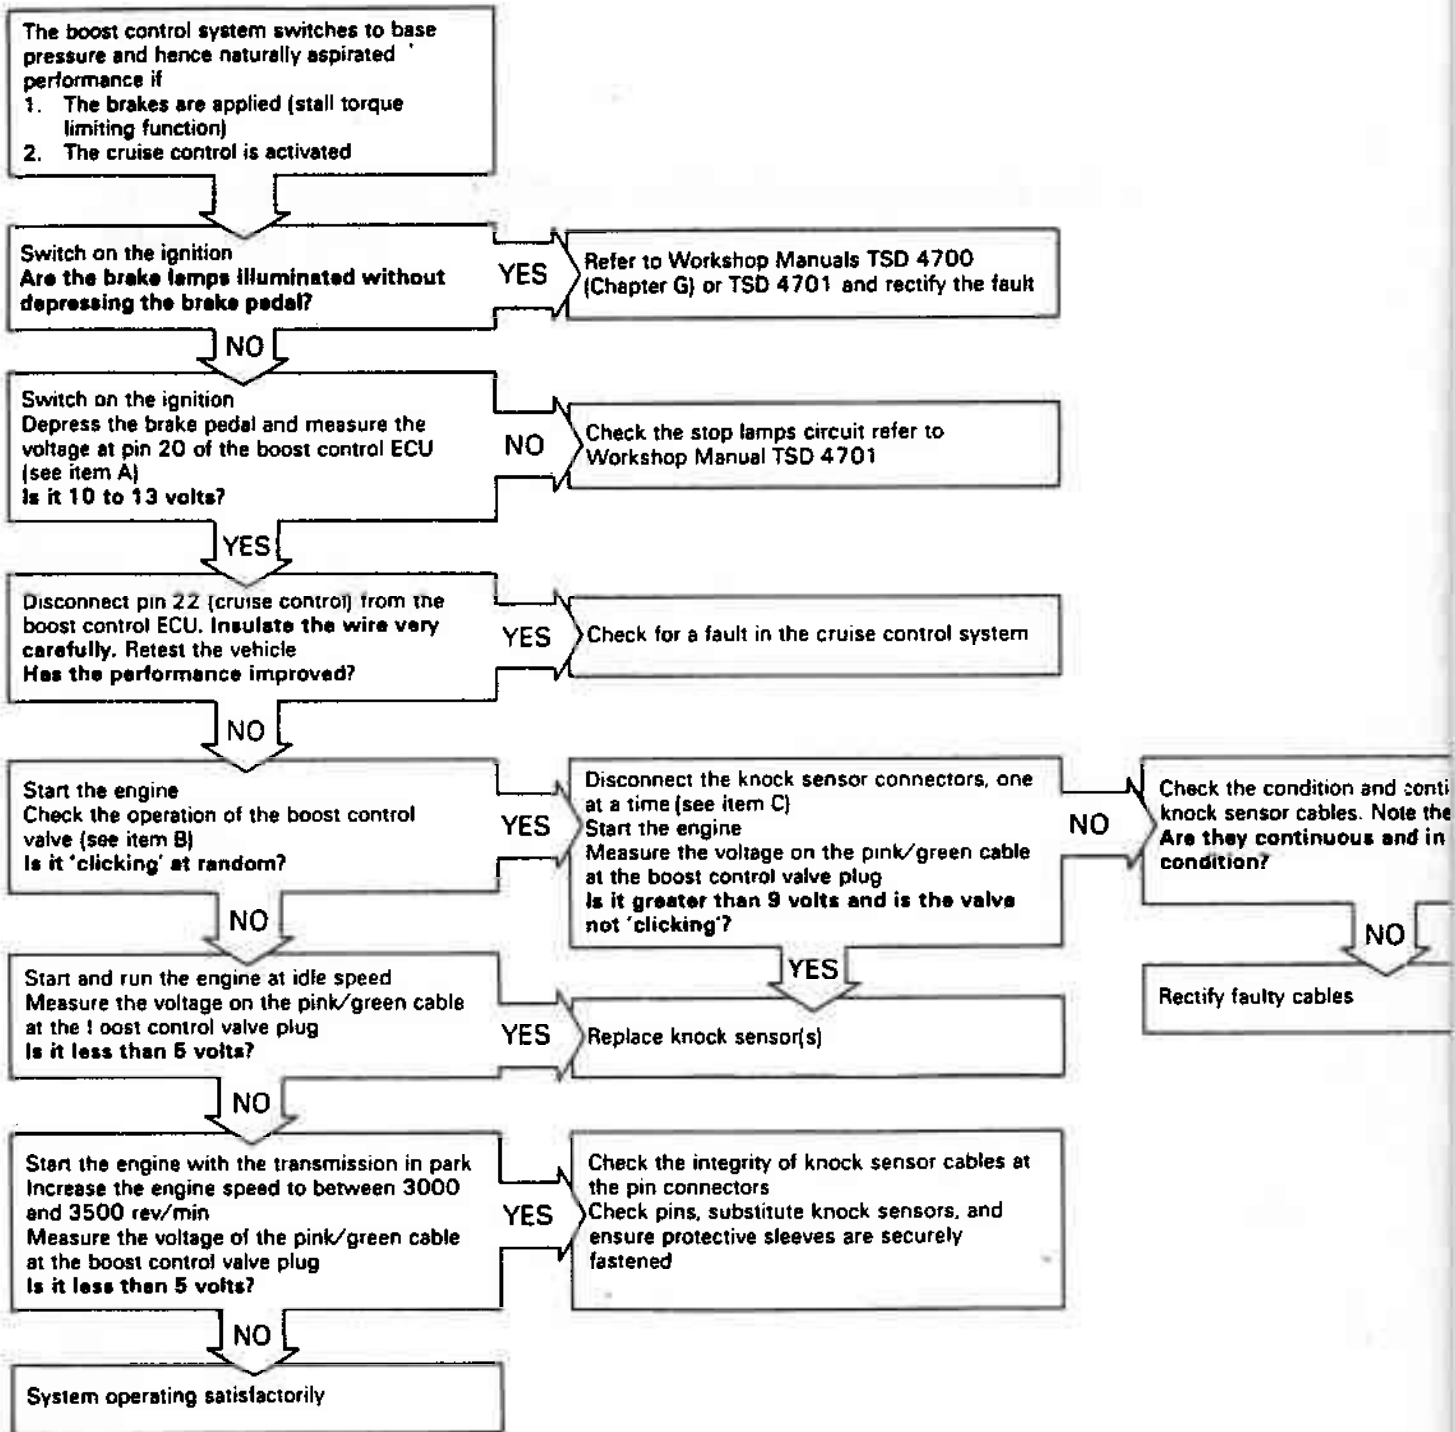 The boost control system switches to base
pressure and hence naturally aspirated
performance if
1. The brakes are applied (stall torque
limiting function)
2. The cruise control is activated
Switch on the ignition
Are the brake lamps illuminated without
depressing the brake pedal?
YES
Refer to Workshop Manuals TSD 4700
(Chapter G) or TSD 4701 and rectify the fault
NO
Switch on the ignition
Depress the brake pedal and measure the
voltage at pin 20 of the boost control ECU
(see item A)
Is it 10 to 13 volts?
NO
Check the stop lamps circuit refer to
Workshop Manual TSD 4701
YES
Disconnect pin 22 (cruise control) from the
boost control ECU. Insulate the wire very
carefully. Retest the vehicle
Has the performance improved?
YES
Check for a fault in the cruise control system
NO
Start the engine
Check the operation of the boost control
valve (see item B)
Is it 'clicking' at random?
YES
Disconnect the knock sensor connectors, one
at a time (see item C)
Start the engine
Measure the voltage on the pink/green cable
at the boost control valve plug
Is it greater than 9 volts and is the valve
not 'clicking'?
NO
Check the condition and conti
knock sensor cables. Note the
Are they continuous and in
condition?
NO
Rectify faulty cables
YES
NO
Start and run the engine at idle speed
Measure the voltage on the pink/green cable
at the oost control valve plug
Is it less than 5 volts?
YES
Replace knock sensor(s)
NO
Start the engine with the transmission in park
Increase the engine speed to between 3000
and 3500 rev/min
Measure the voltage of the pink/green cable
at the boost control valve plug
Is it less than 5 volts?
YES
Check the integrity of knock sensor cables at
the pin connectors
Check pins, substitute knock sensors, and
ensure protective sleeves are securely
fastened
NO
System operating satisfactorily